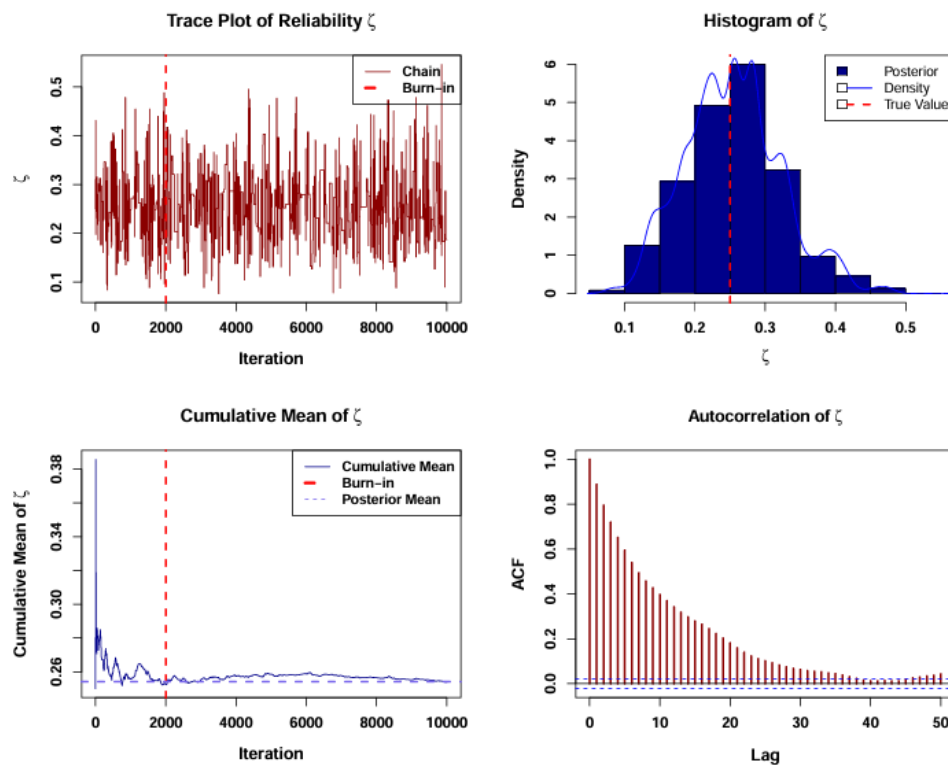 Trace Plot of Reliability ζ
Chain
Burn−in
ζ
0.1 0.2 0.3 0.4 0.5
0 2000 4000 6000 8000 10000
Iteration
Histogram of ζ
Posterior
Density
True Value
Density
0 1 2 3 4 5 6
0.1 0.2 0.3 0.4 0.5
ζ
Cumulative Mean of ζ
Cumulative Mean
Burn−in
Posterior Mean
Cumulative Mean of ζ
0.26 0.30 0.34 0.38
0 2000 4000 6000 8000 10000
Iteration
Autocorrelation of ζ
ACF
0.0 0.2 0.4 0.6 0.8 1.0
0 10 20 30 40 50
Lag